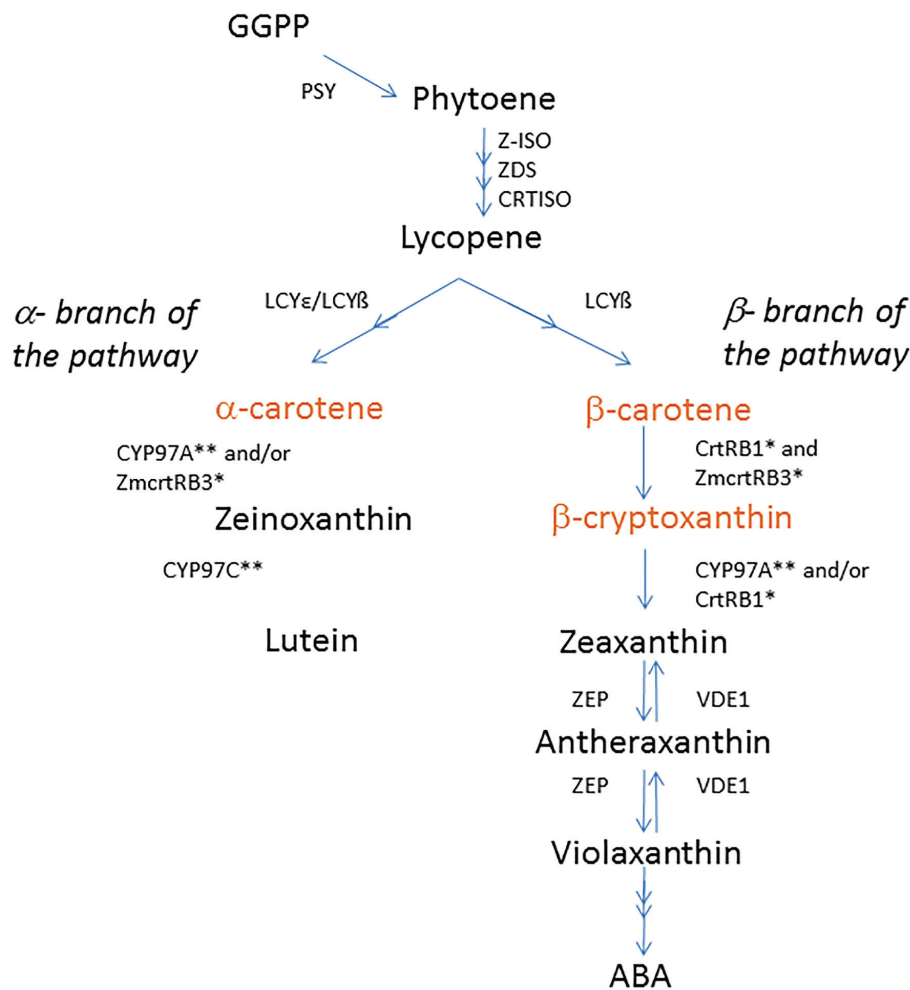 GGPP
PSY
Phytoene
Z-ISO
ZDS
CRTISO
Lycopene
LCYε/LCYß
LCYß
α- branch of
the pathway
β- branch of
the pathway
α-carotene
β-carotene
CYP97A** and/or
ZmcrtRB3*
CrtRB1* and
ZmcrtRB3*
Zeinoxanthin
β-cryptoxanthin
CYP97C**
CYP97A** and/or
CrtRB1*
Lutein
Zeaxanthin
ZEP
VDE1
Antheraxanthin
ZEP
VDE1
Violaxanthin
ABA